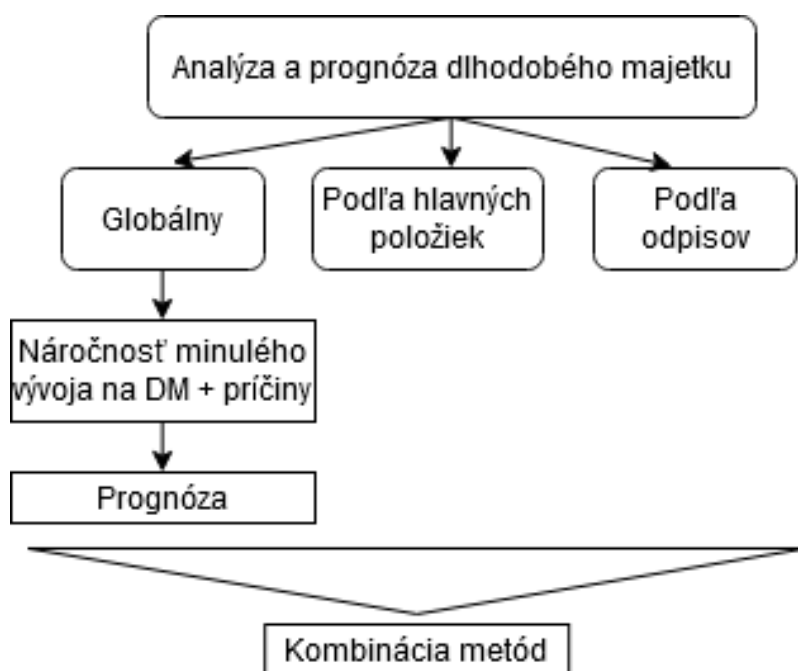 Analýza a prognóza dlhodobého majetku
Globálny
Podľa hlavných
položiek
Podľa
odpisov
Náročnosť minulého
vývoja na DM + príčiny
Prognóza
Kombinácia metód